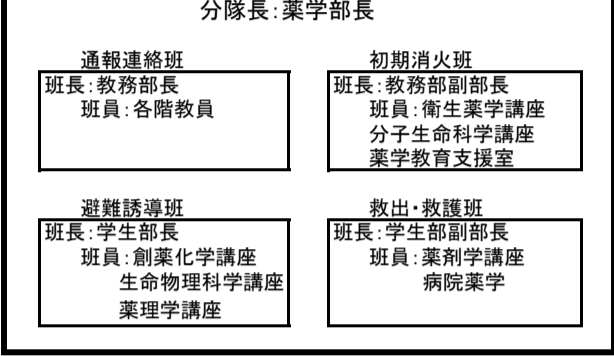 分隊長:薬学部長
通報連絡班
班長:教務部長
班員:各階教員
初期消火班
班長:教務部副部長
班員:衛生薬学講座
分子生命科学講座
薬学教育支援室
避難誘導班
班長:学生部長
班員:創薬化学講座
生命物理科学講座
薬理学講座
救出・救護班
班長:学生部副部長
班員:薬剤学講座
病院薬学